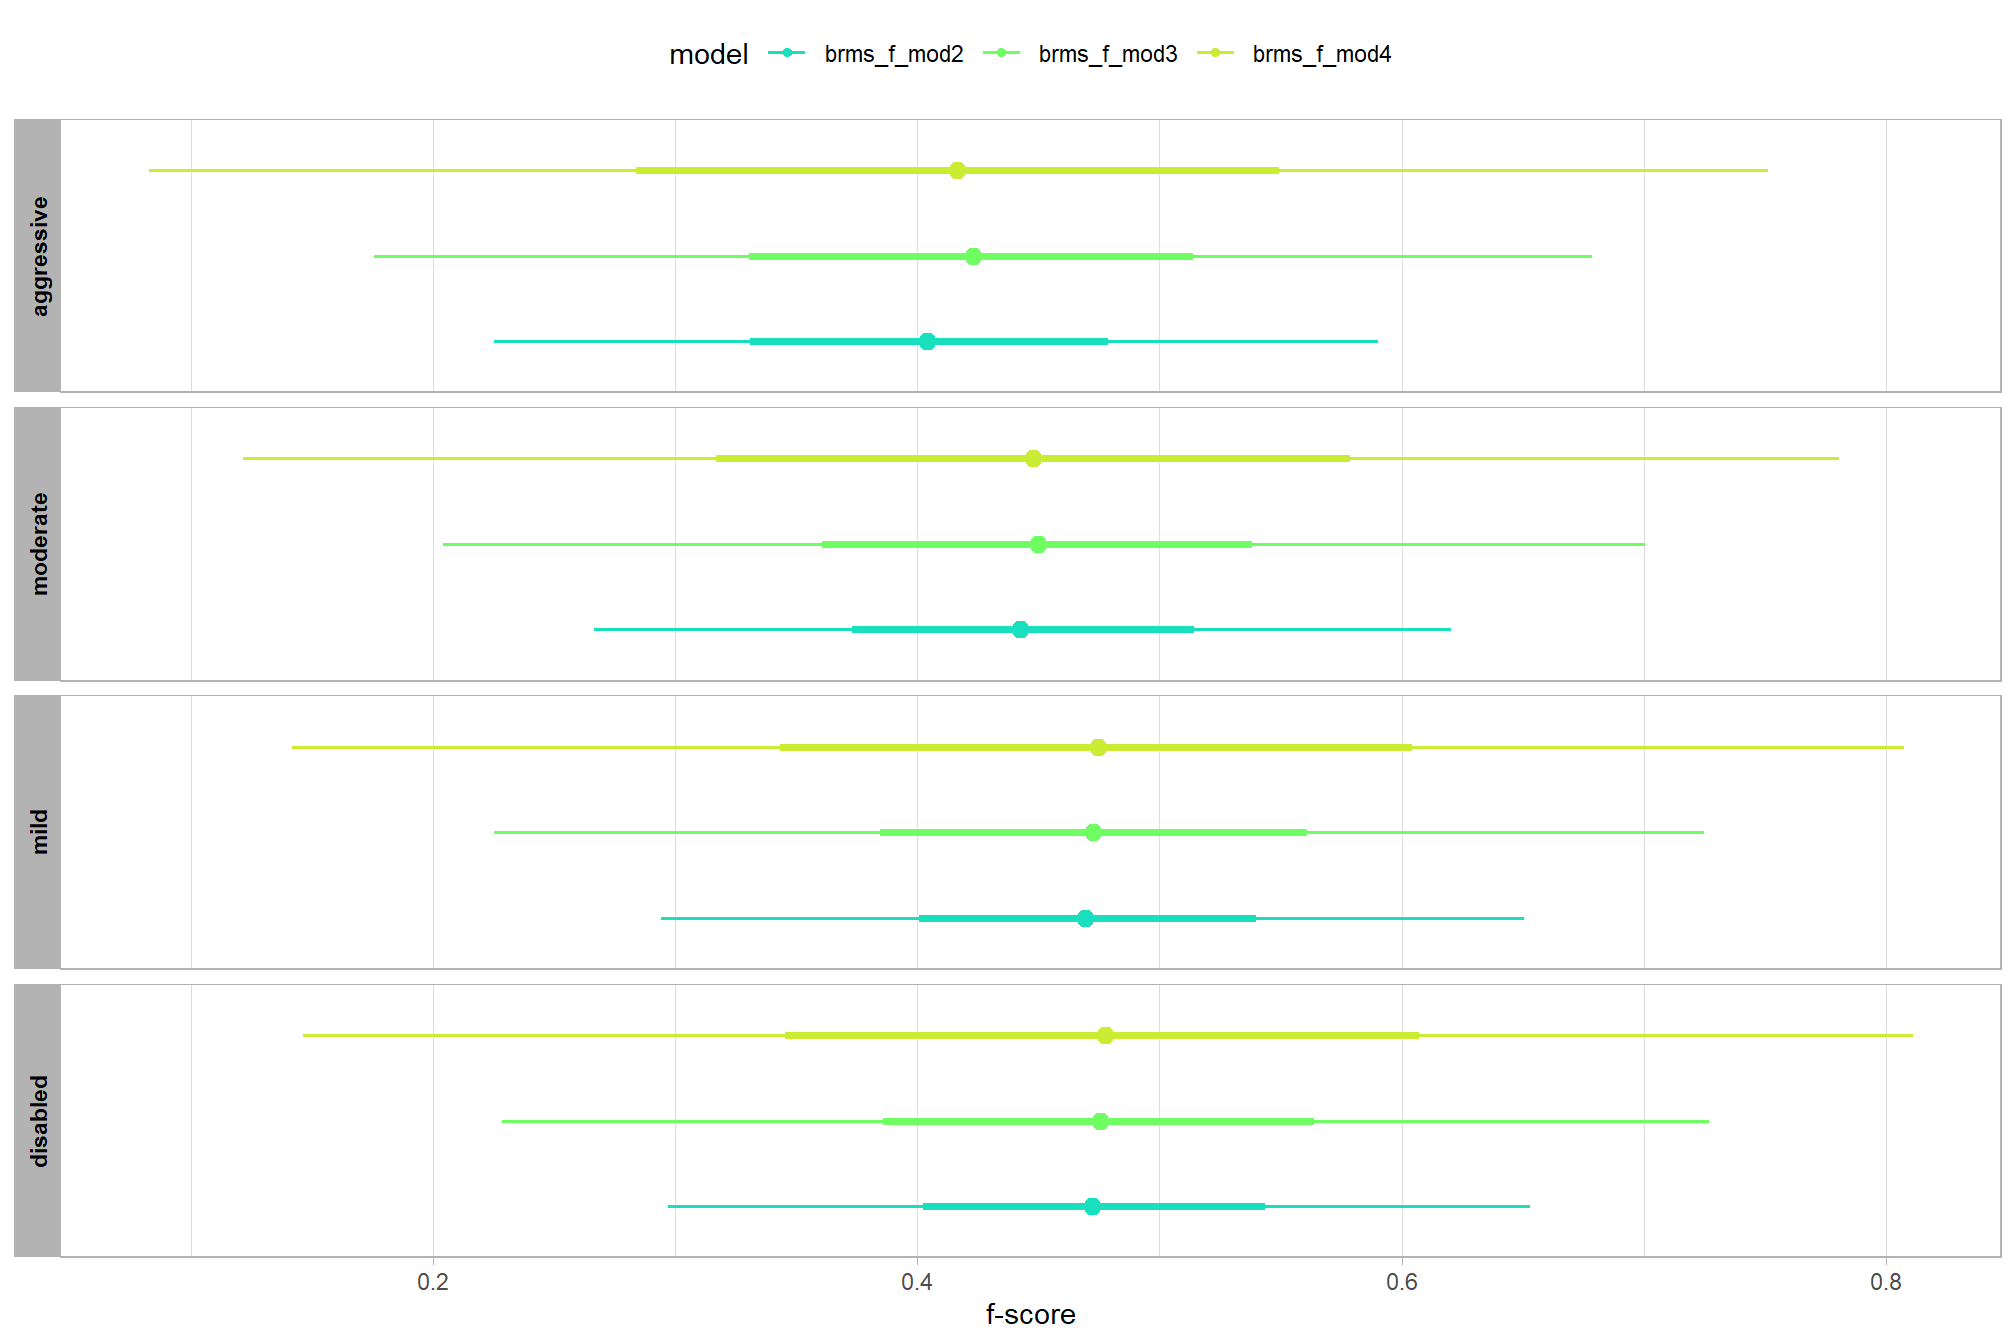 model brms_f_mod2 brms_f_mod3 brms_f_mod4
aggressive
moderate
mild
disabled
0.2 0.4 0.6 0.8
f-score